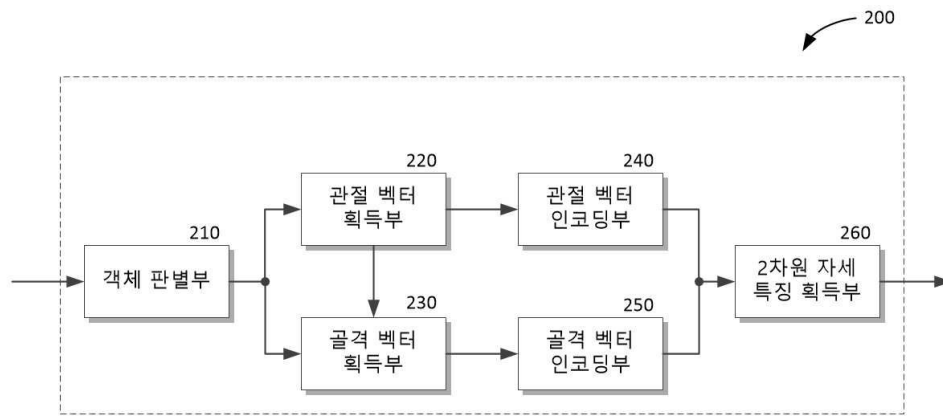 200
220
관절 벡터
획득부
240
관절 벡터
인코딩부
210
객체 판별부
260
2차원 자세
특징 획득부
230
골격 벡터
획득부
250
골격 벡터
인코딩부